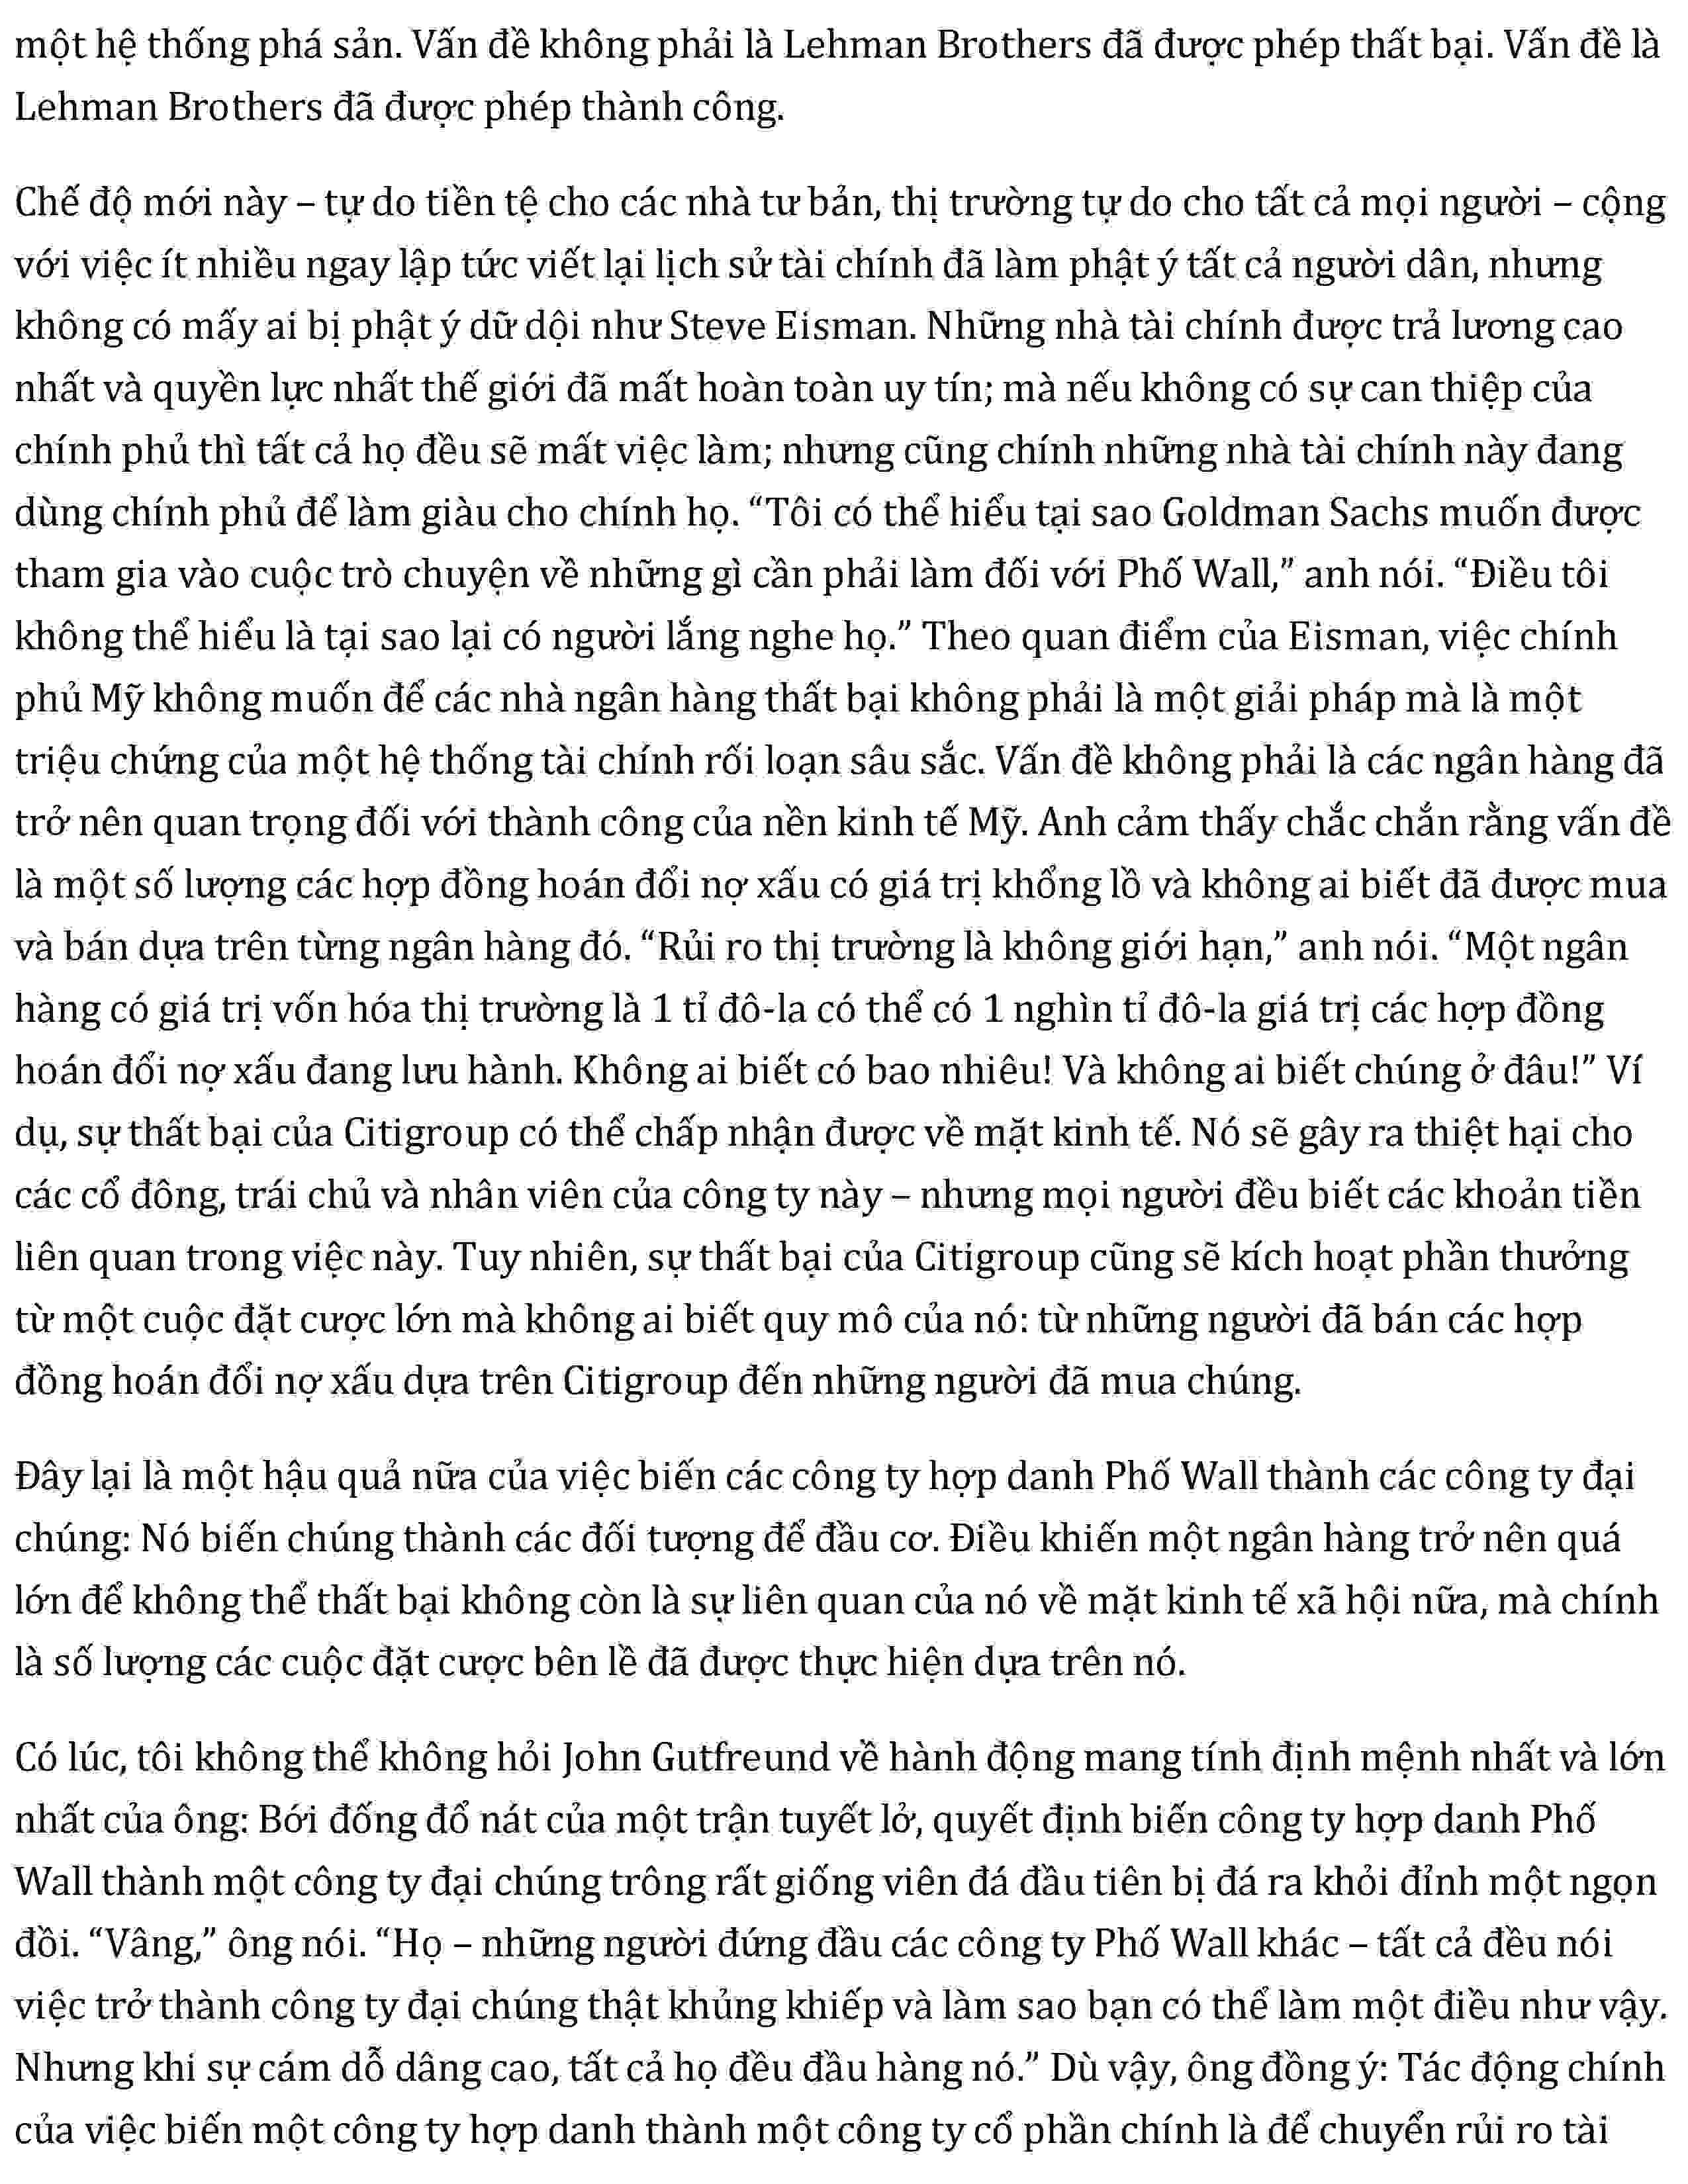 một hệ thống phá sản. Vấn đề không phải là Lehman Brothers đã được phép thất bại. Vấn đề là
Lehman Brothers đã được phép thành công.
Chế độ mới này – tự do tiền tệ cho các nhà tư bản, thị trường tự do cho tất cả mọi người – cộng
với việc ít nhiều ngay lập tức viết lại lịch sử tài chính đã làm phật ý tất cả người dân, nhưng
không có mấy ai bị phật ý dữ dội như Steve Eisman. Những nhà tài chính được trả lương cao
nhất và quyền lực nhất thế giới đã mất hoàn toàn uy tín; mà nếu không có sự can thiệp của
chính phủ thì tất cả họ đều sẽ mất việc làm; nhưng cũng chính những nhà tài chính này đang
dùng chính phủ để làm giàu cho chính họ. “Tôi có thể hiểu tại sao Goldman Sachs muốn được
tham gia vào cuộc trò chuyện về những gì cần phải làm đối với Phố Wall,” anh nói. “Điều tôi
không thể hiểu là tại sao lại có người lắng nghe họ.” Theo quan điểm của Eisman, việc chính
phủ Mỹ không muốn để các nhà ngân hàng thất bại không phải là một giải pháp mà là một
triệu chứng của một hệ thống tài chính rối loạn sâu sắc. Vấn đề không phải là các ngân hàng đã
trở nên quan trọng đối với thành công của nền kinh tế Mỹ. Anh cảm thấy chắc chắn rằng vấn đề
là một số lượng các hợp đồng hoán đổi nợ xấu có giá trị khổng lồ và không ai biết đã được mua
và bán dựa trên từng ngân hàng đó. “Rủi ro thị trường là không giới hạn,” anh nói. “Một ngân
hàng có giá trị vốn hóa thị trường là 1 tỉ đô-la có thể có 1 nghìn tỉ đô-la giá trị các hợp đồng
hoán đổi nợ xấu đang lưu hành. Không ai biết có bao nhiêu! Và không ai biết chúng ở đâu!” Ví
dụ, sự thất bại của Citigroup có thể chấp nhận được về mặt kinh tế. Nó sẽ gây ra thiệt hại cho
các cổ đông, trái chủ và nhân viên của công ty này – nhưng mọi người đều biết các khoản tiền
liên quan trong việc này. Tuy nhiên, sự thất bại của Citigroup cũng sẽ kích hoạt phần thưởng
từ một cuộc đặt cược lớn mà không ai biết quy mô của nó: từ những người đã bán các hợp
đồng hoán đổi nợ xấu dựa trên Citigroup đến những người đã mua chúng.
Đây lại là một hậu quả nữa của việc biến các công ty hợp danh Phố Wall thành các công ty đại
chúng: Nó biến chúng thành các đối tượng để đầu cơ. Điều khiến một ngân hàng trở nên quá
lớn để không thể thất bại không còn là sự liên quan của nó về mặt kinh tế xã hội nữa, mà chính
là số lượng các cuộc đặt cược bên lề đã được thực hiện dựa trên nó.
Có lúc, tôi không thể không hỏi John Gutfreund về hành động mang tính định mệnh nhất và lớn
nhất của ông: Bới đống đổ nát của một trận tuyết lở, quyết định biến công ty hợp danh Phố
Wall thành một công ty đại chúng trông rất giống viên đá đầu tiên bị đá ra khỏi đỉnh một ngọn
đồi. “Vâng,” ông nói. “Họ – những người đứng đầu các công ty Phố Wall khác – tất cả đều nói
việc trở thành công ty đại chúng thật khủng khiếp và làm sao bạn có thể làm một điều như vậy.
Nhưng khi sự cám dỗ dâng cao, tất cả họ đều đầu hàng nó.” Dù vậy, ông đồng ý: Tác động chính
của việc biến một công ty hợp danh thành một công ty cổ phần chính là để chuyển rủi ro tài